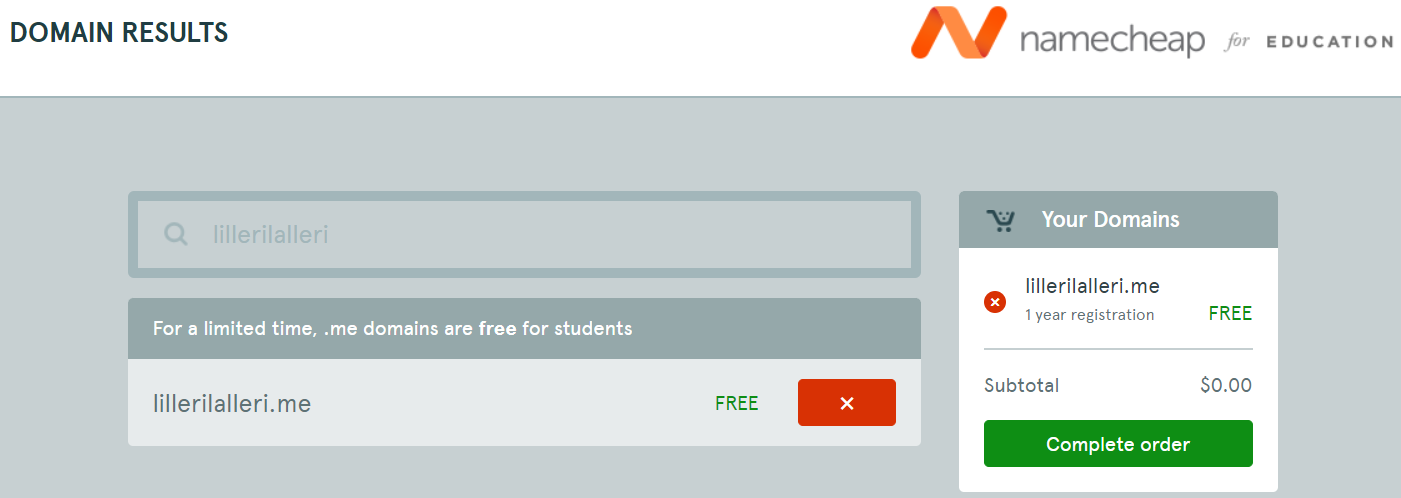 DOMAIN RESULTS
namecheap for EDUCATION
lillerilalleri
For a limited time, .me domains are free for students
lillerilalleri.me
FREE
Your Domains
lillerilalleri.me
1 year registration
FREE
Subtotal
$0.00
Complete order